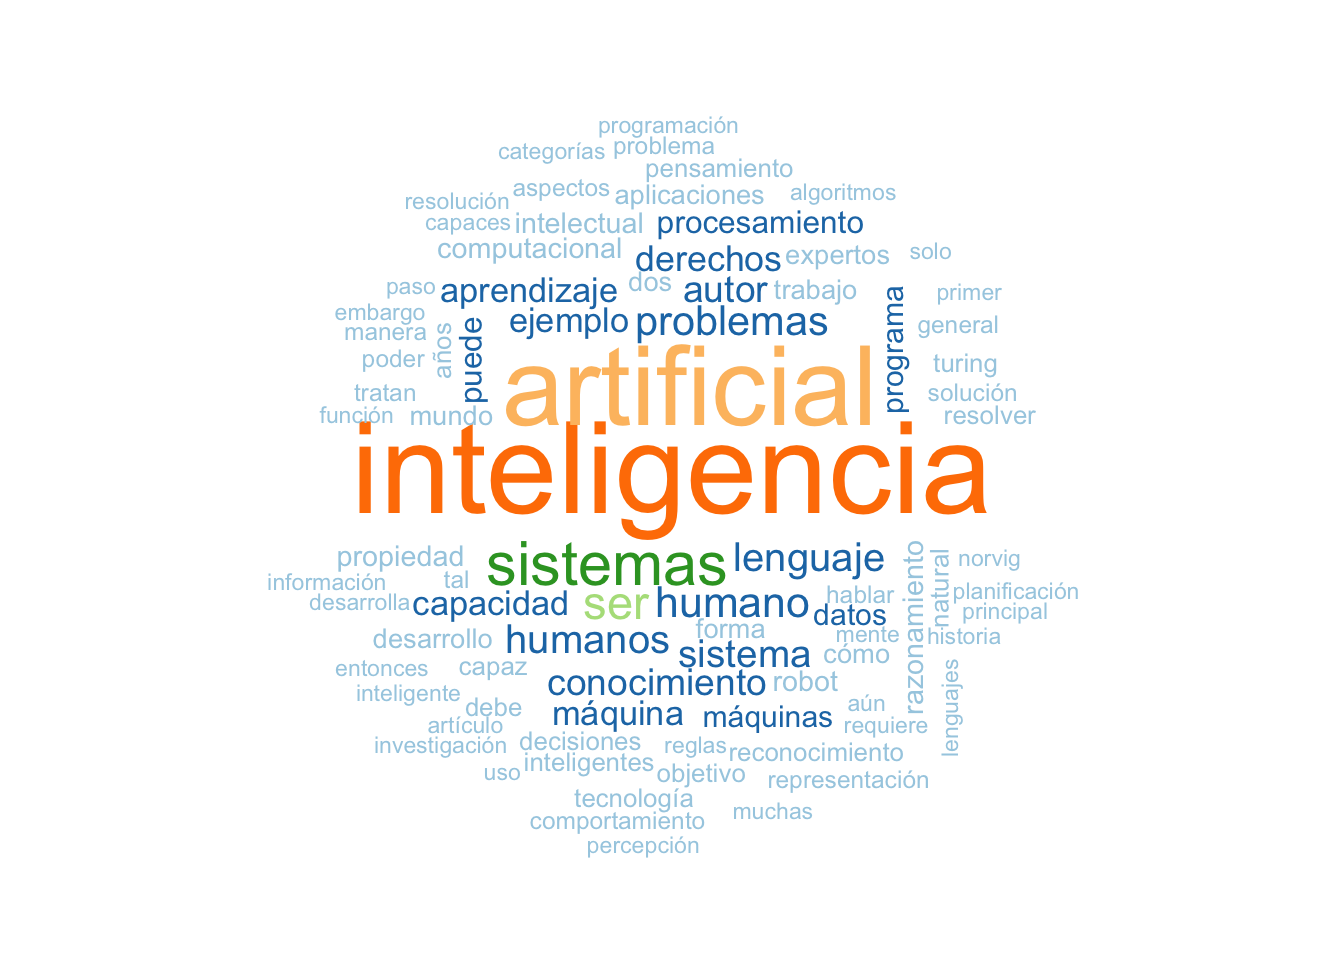 programación
categorías problema
pensamiento
resolución aspectos aplicaciones algoritmos
capaces intelectual procesamiento
computacional derechos expertos solo
paso aprendizaje dos autor trabajo programa primer
embargo manera años puede ejemplo problemas general
poder artificial turing
tratan solución
función mundo resolver
inteligencia
propiedad sistemas lenguaje razonamiento natural norvig
información tal hablar planificación
desarrolla capacidad ser humano datos principal
desarrollo humanos forma mente historia
entonces capaz sistema cómo lenguajes
inteligente conocimiento robot
debe máquina máquinas aún
artículo requiere
investigación decisiones reglas reconocimiento
uso inteligentes objetivo representación
tecnología muchas
comportamiento
percepción